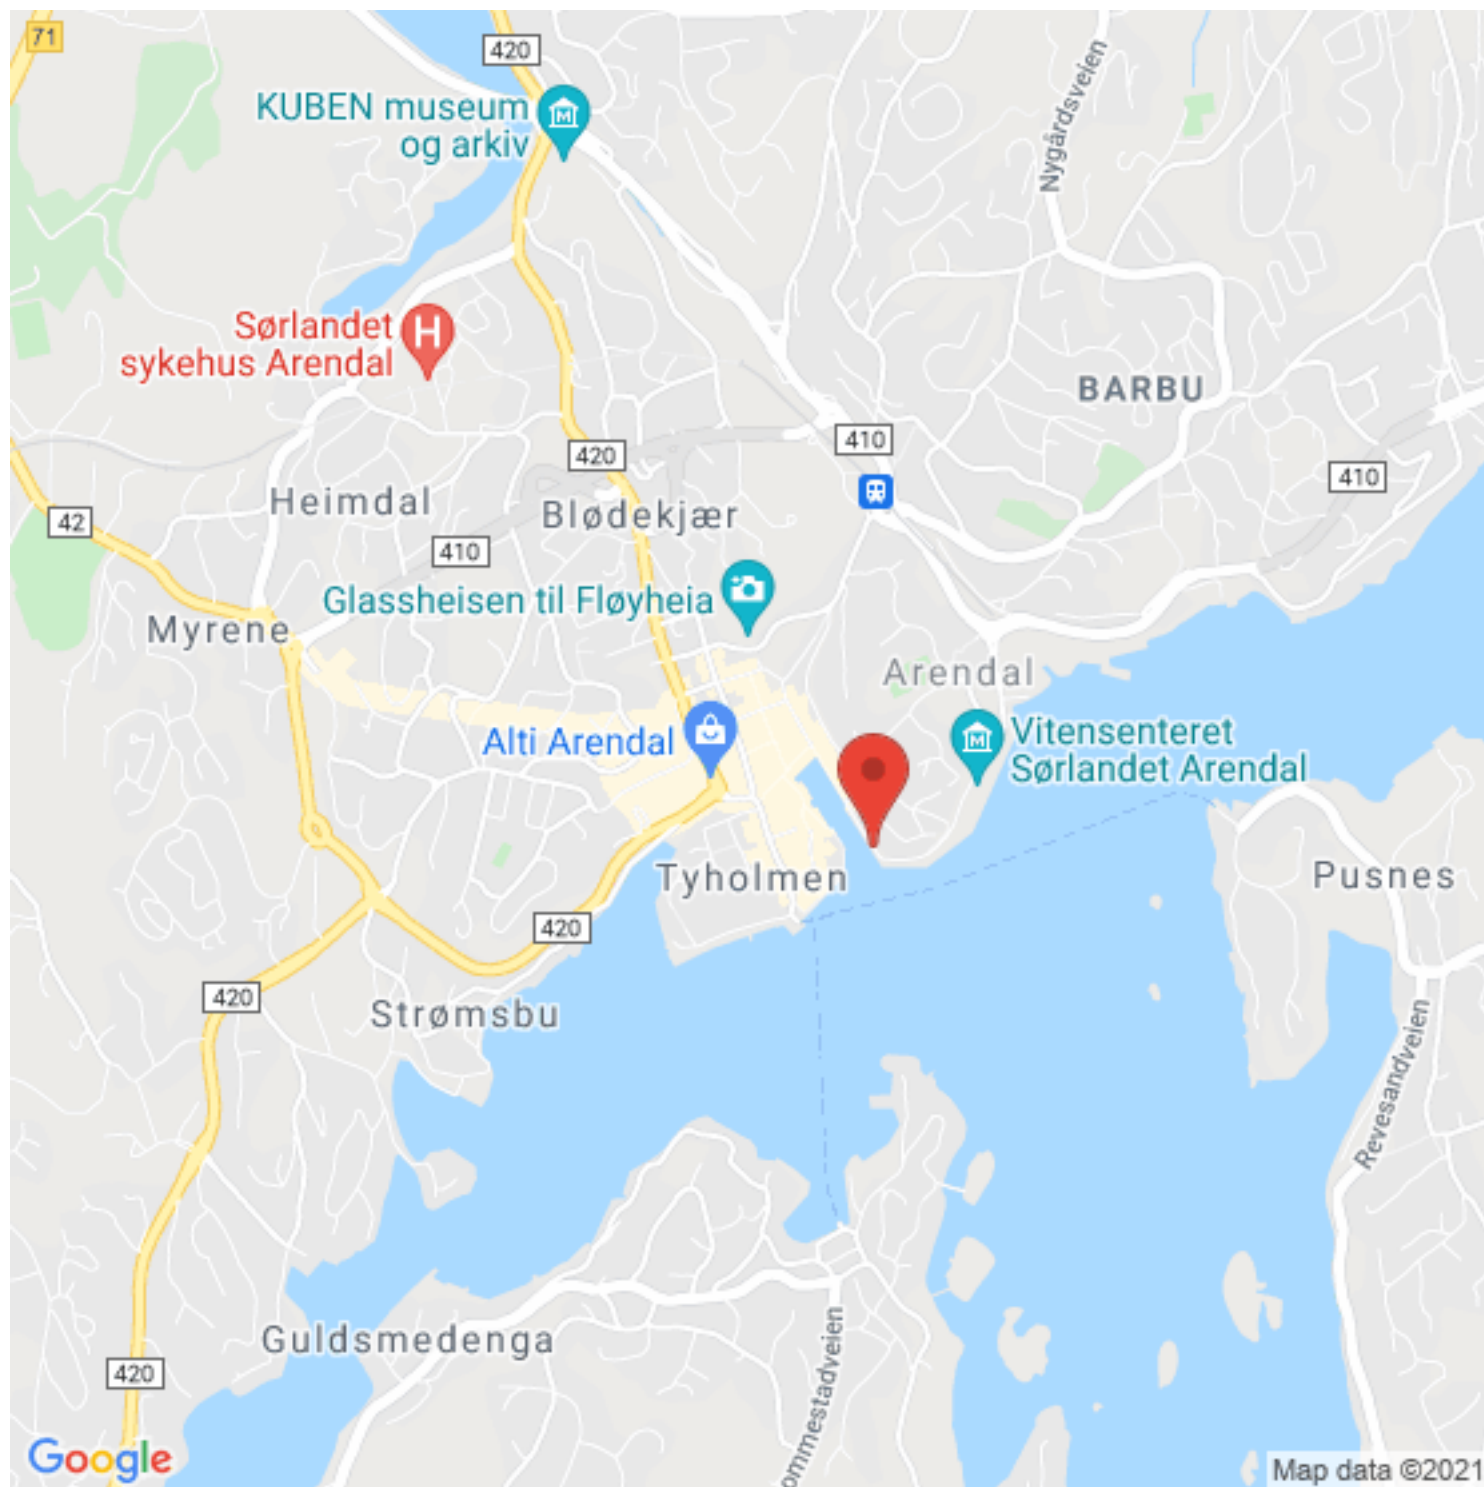 71
420
Nygårdsveien
KUBEN museum
og arkiv
Sørlandet
sykehus Arendal
BARBU
410
420
410
Heimdal
42
Blødekjær
410
Glassheisen til Fløyheia
Myrene
Arendal
Alti Arendal
Vitensenteret
Sørlandet Arendal
Tyholmen
Pusnes
420
420
Strømsbu
Revesandveien
Guldsmedenga
ommestadveien
420
Google
Map data ©2021